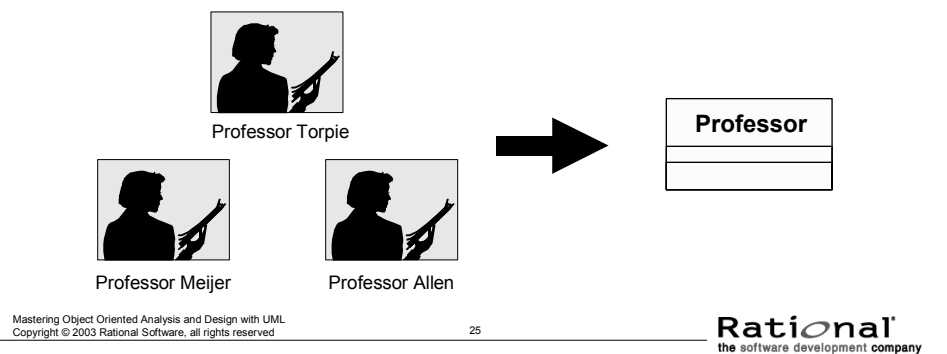 Professor Torpie
Professor
Professor Meijer
Professor Allen
Mastering Object Oriented Analysis and Design with UML
Copyright © 2003 Rational Software, all rights reserved
25
Rational
the software development company